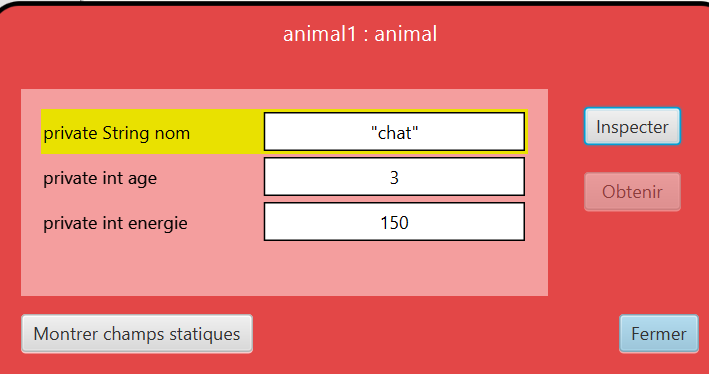 animal1 : animal
private String nom "chat"
Inspecter
private int age 3
Obtenir
private int energie 150
Montrer champs statiques
Fermer